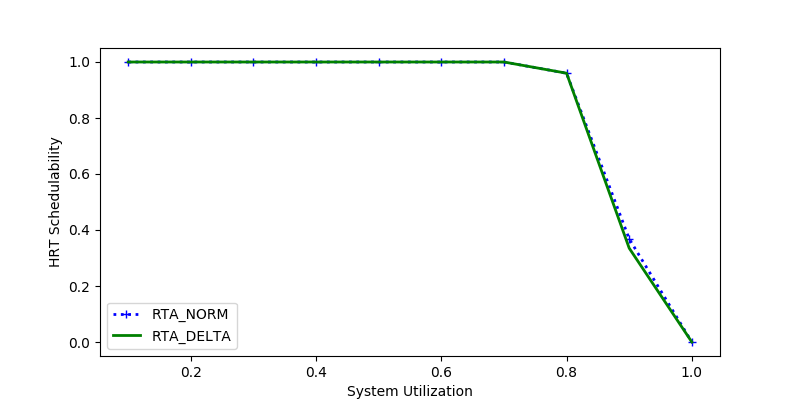 HRT Schedulability
1.0
0.8
0.6
0.4
0.2
0.0
RTA_NORM
RTA_DELTA
0.2 0.4 0.6 0.8 1.0
System Utilization